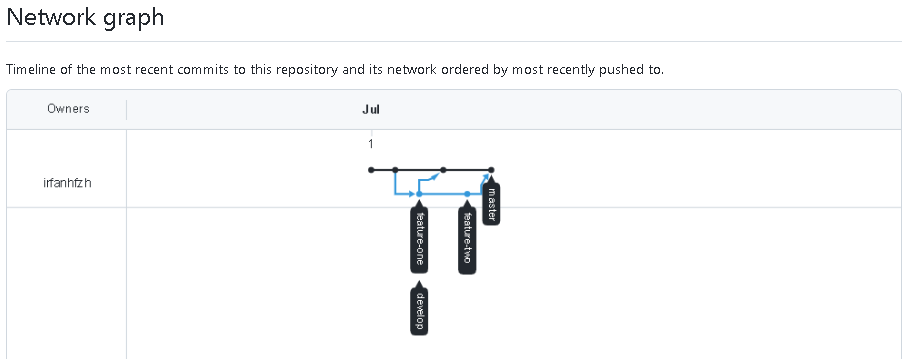 Network graph
Timeline of the most recent commits to this repository and its network ordered by most recently pushed to.
Owners
Jul
1
irfanhfzh
master
feature-one
feature-two
develop